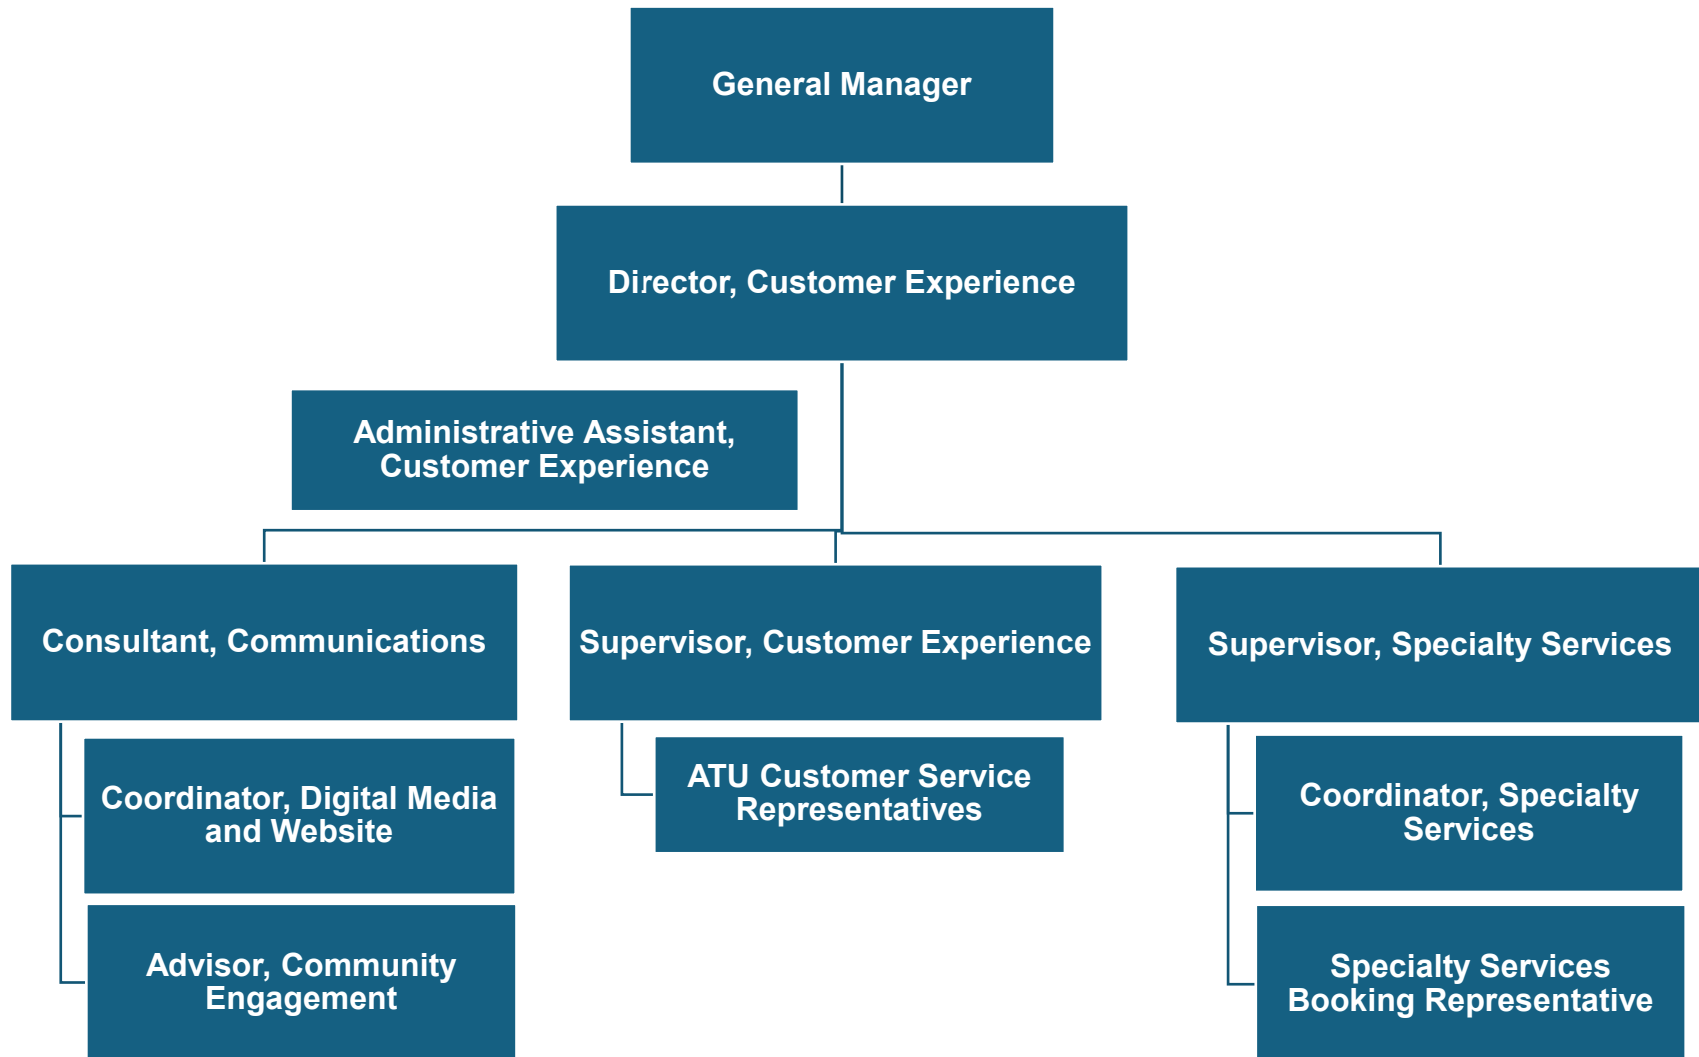 General Manager
Director, Customer Experience
Administrative Assistant,
Customer Experience
Consultant, Communications
Supervisor, Customer Experience
Supervisor, Specialty Services
Coordinator, Digital Media
and Website
ATU Customer Service
Representatives
Coordinator, Specialty
Services
Advisor, Community
Engagement
Specialty Services
Booking Representative